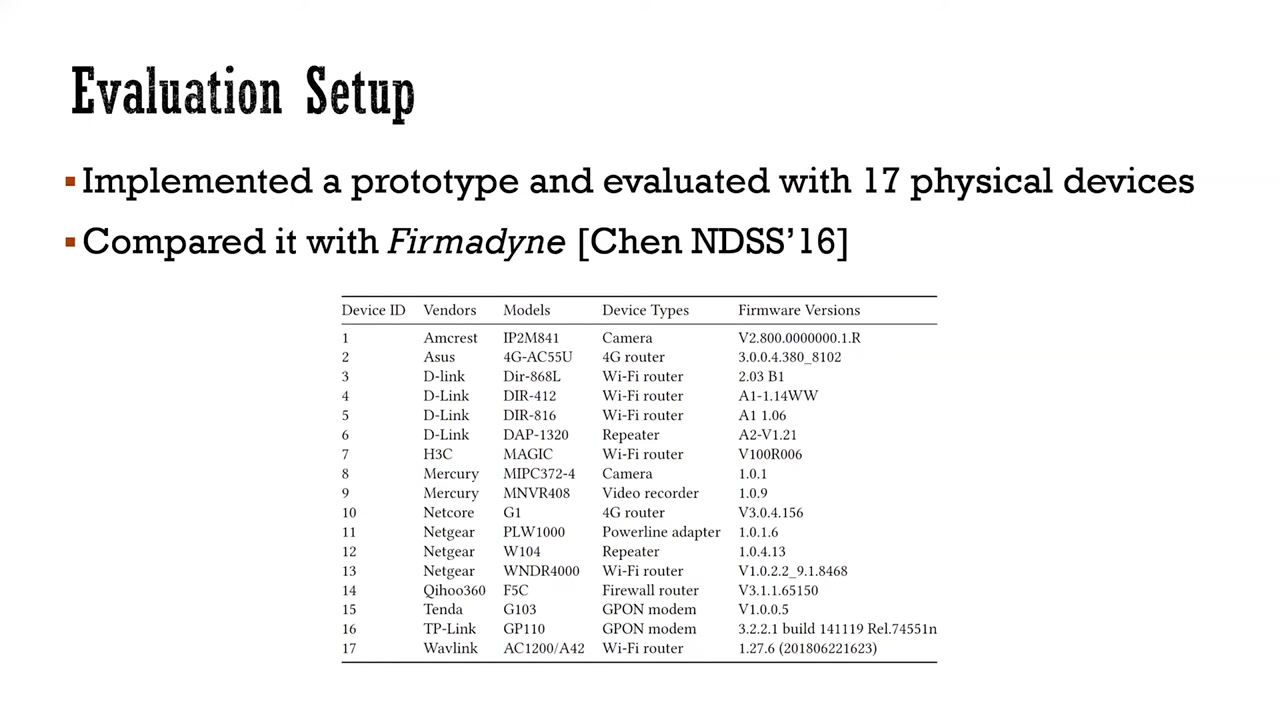 Evaluation Setup
▪Implemented a prototype and evaluated with 17 physical devices
▪Compared it with Firmadyne [Chen NDSS’16]
Device ID Vendors Models Device Types Firmware Versions
1 Amcrest IP2M841 Camera V2.800.0000000.1.R
2 Asus 4G-AC55U 4G router 3.0.0.4.380_8102
3 D-link Dir-868L Wi-Fi router 2.03 B1
4 D-Link DIR-412 Wi-Fi router A1-1.14WW
5 D-Link DIR-816 Wi-Fi router A1 1.06
6 D-Link DAP-1320 Repeater A2-V1.21
7 H3C MAGIC Wi-Fi router V100R006
8 Mercury MIPC372-4 Camera 1.0.1
9 Mercury MNVR408 Video recorder 1.0.9
10 Netcore G1 4G router V3.0.4.156
11 Netgear PLW1000 Powerline adapter 1.0.1.6
12 Netgear W104 Repeater 1.0.4.13
13 Netgear WNDR4000 Wi-Fi router V1.0.2.2_9.1.8468
14 Qihoo360 F5C Firewall router V3.1.1.65150
15 Tenda G103 GPON modem V1.0.0.5
16 TP-Link GP110 GPON modem 3.2.2.1 build 141119 Rel.74551n
17 Wavlink AC1200/A42 Wi-Fi router 1.27.6 (201806221623)